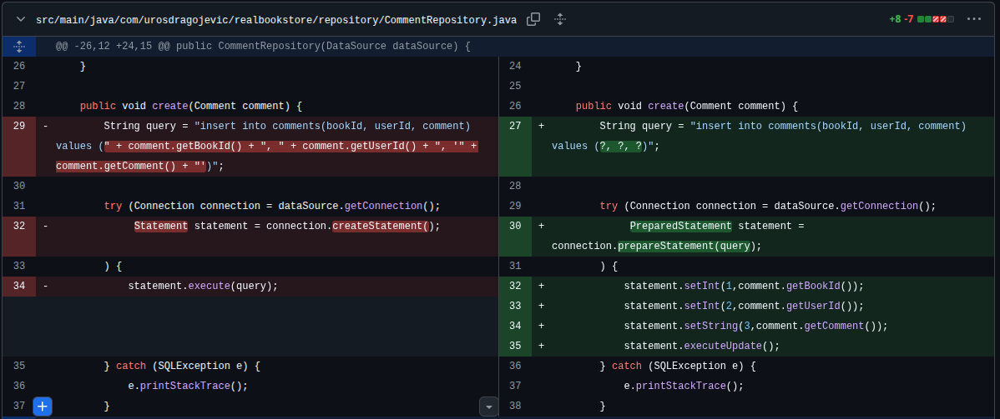 src/main/java/com/urosdragojevic/realbookstore/repository/CommentRepository.java +8 -7
@@ -26,12 +24,15 @@ public CommentRepository(DataSource dataSource) {
26 }
27
28 public void create(Comment comment) {
29 - String query = "insert into comments(bookId, userId, comment)
values (" + comment.getBookId() + ", " + comment.getUserId() + ", '" +
comment.getComment() + "')";
30
31 try (Connection connection = dataSource.getConnection();
32 - Statement statement = connection.createStatement();
33 ) {
34 - statement.execute(query);
35 } catch (SQLException e) {
36 e.printStackTrace();
37 }
24 }
25
26 public void create(Comment comment) {
27 + String query = "insert into comments(bookId, userId, comment)
values (?, ?, ?)";
28
29 try (Connection connection = dataSource.getConnection();
30 + PreparedStatement statement =
connection.prepareStatement(query);
31 ) {
32 + statement.setInt(1,comment.getBookId());
33 + statement.setInt(2,comment.getUserId());
34 + statement.setString(3,comment.getComment());
35 + statement.executeUpdate();
36 } catch (SQLException e) {
37 e.printStackTrace();
38 }